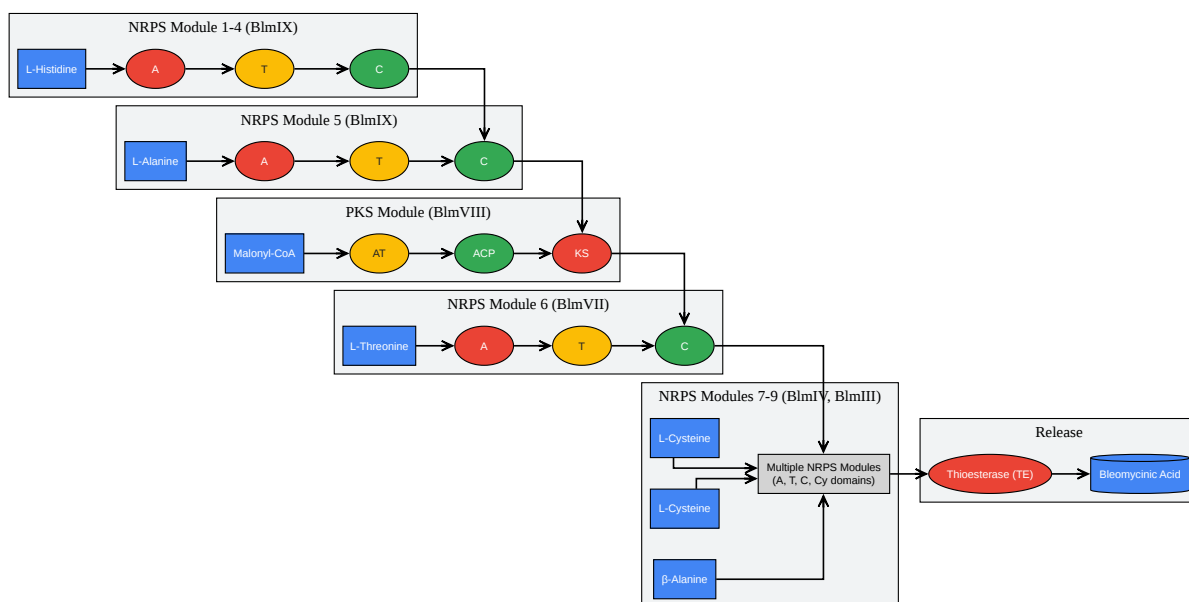 NRPS Module 1-4 (BlmIX)
L-Histidine
A
T
C
NRPS Module 5 (BlmIX)
L-Alanine
A
T
C
PKS Module (BlmVIII)
Malonyl-CoA
AT
ACP
KS
NRPS Module 6 (BlmVII)
L-Threonine
A
T
C
NRPS Modules 7-9 (BlmIV, BlmIII)
L-Cysteine
L-Cysteine
β-Alanine
Multiple NRPS Modules
(A, T, C, Cy domains)
Release
Thioesterase (TE)
Bleomycinic Acid